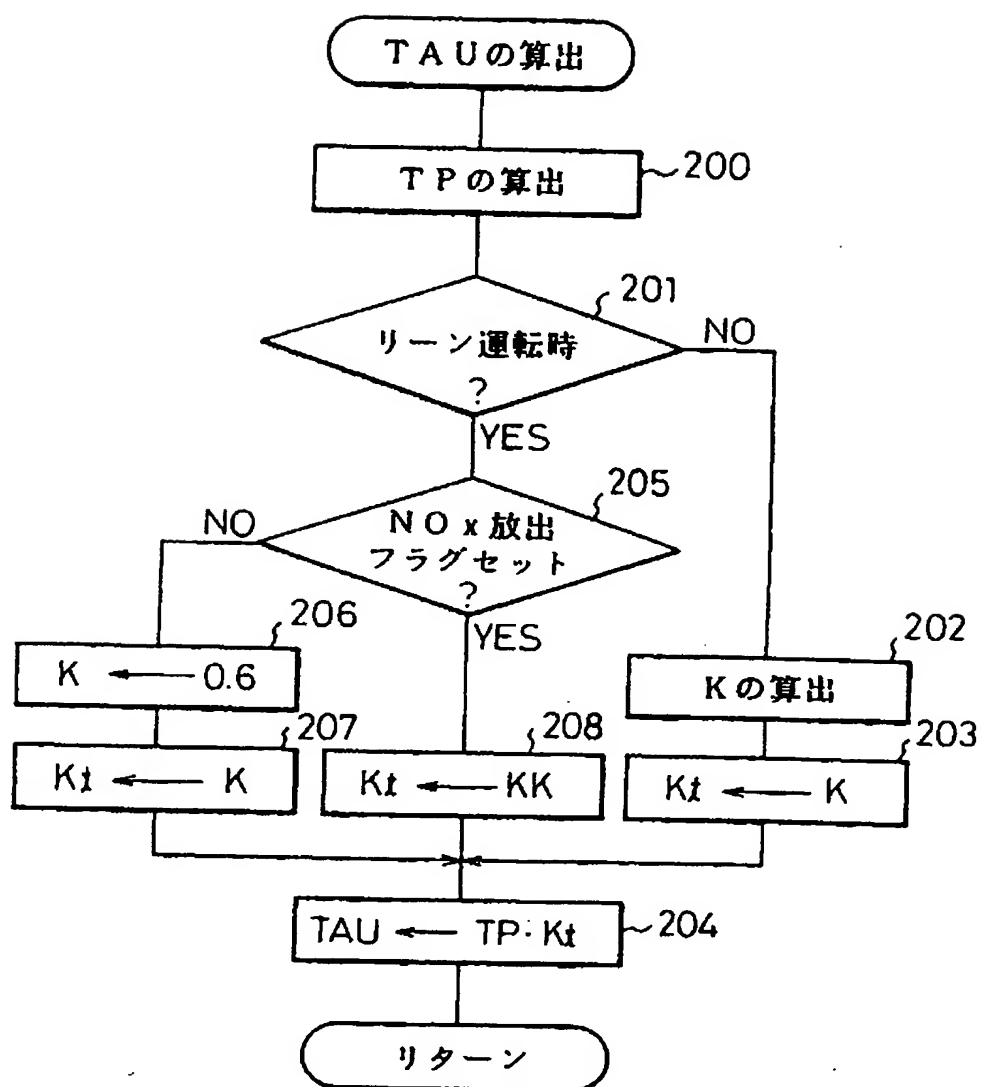 TAUの算出
TPの算出
200
リーン運転時
?
201
NO
YES
NOx放出
フラグセット
?
205
NO
YES
K ← 0.6
206
Kの算出
202
Kt ← K
207
Kt ← KK
208
Kt ← K
203
TAU ← TP・Kt
204
リターン